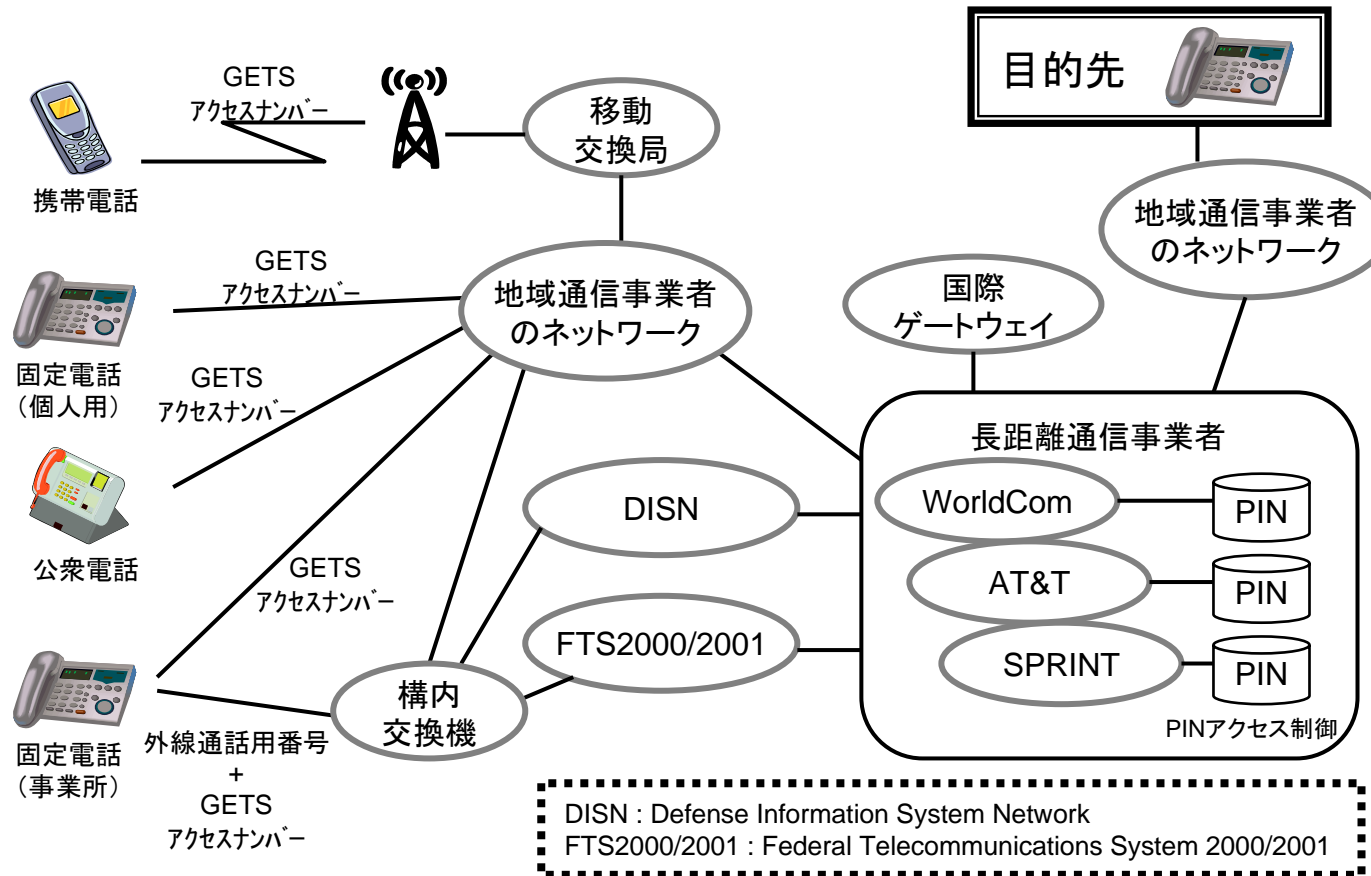 GETS
ｱｸｾｽﾅﾝﾊﾞｰ
携帯電話
移動
交換局
目的先
地域通信事業者
のネットワーク
GETS
ｱｸｾｽﾅﾝﾊﾞｰ
固定電話
（個人用）
地域通信事業者
のネットワーク
国際
ゲートウェイ
GETS
ｱｸｾｽﾅﾝﾊﾞｰ
公衆電話
GETS
ｱｸｾｽﾅﾝﾊﾞｰ
DISN
FTS2000/2001
長距離通信事業者
WorldCom
PIN
AT&T
PIN
SPRINT
PIN
PINアクセス制御
固定電話
（事業所）
外線通話用番号
+
GETS
ｱｸｾｽﾅﾝﾊﾞｰ
構内
交換機
DISN : Defense Information System Network
FTS2000/2001 : Federal Telecommunications System 2000/2001